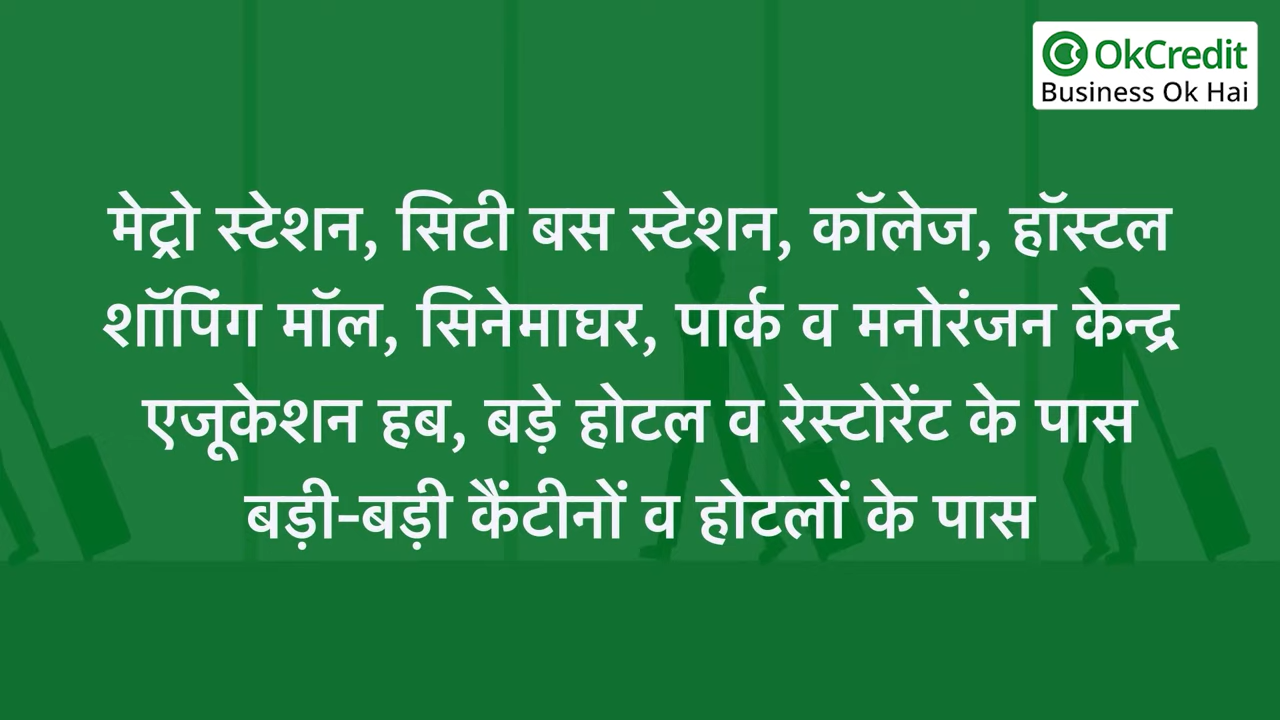 OkCredit
Business Ok Hai
मेट्रो स्टेशन, सिटी बस स्टेशन, कॉलेज, हॉस्टल
शॉपिंग मॉल, सिनेमाघर, पार्क व मनोरंजन केन्द्र
एजूकेशन हब, बड़े होटल व रेस्टोरेंट के पास
बड़ी-बड़ी कैंटीनों व होटलों के पास